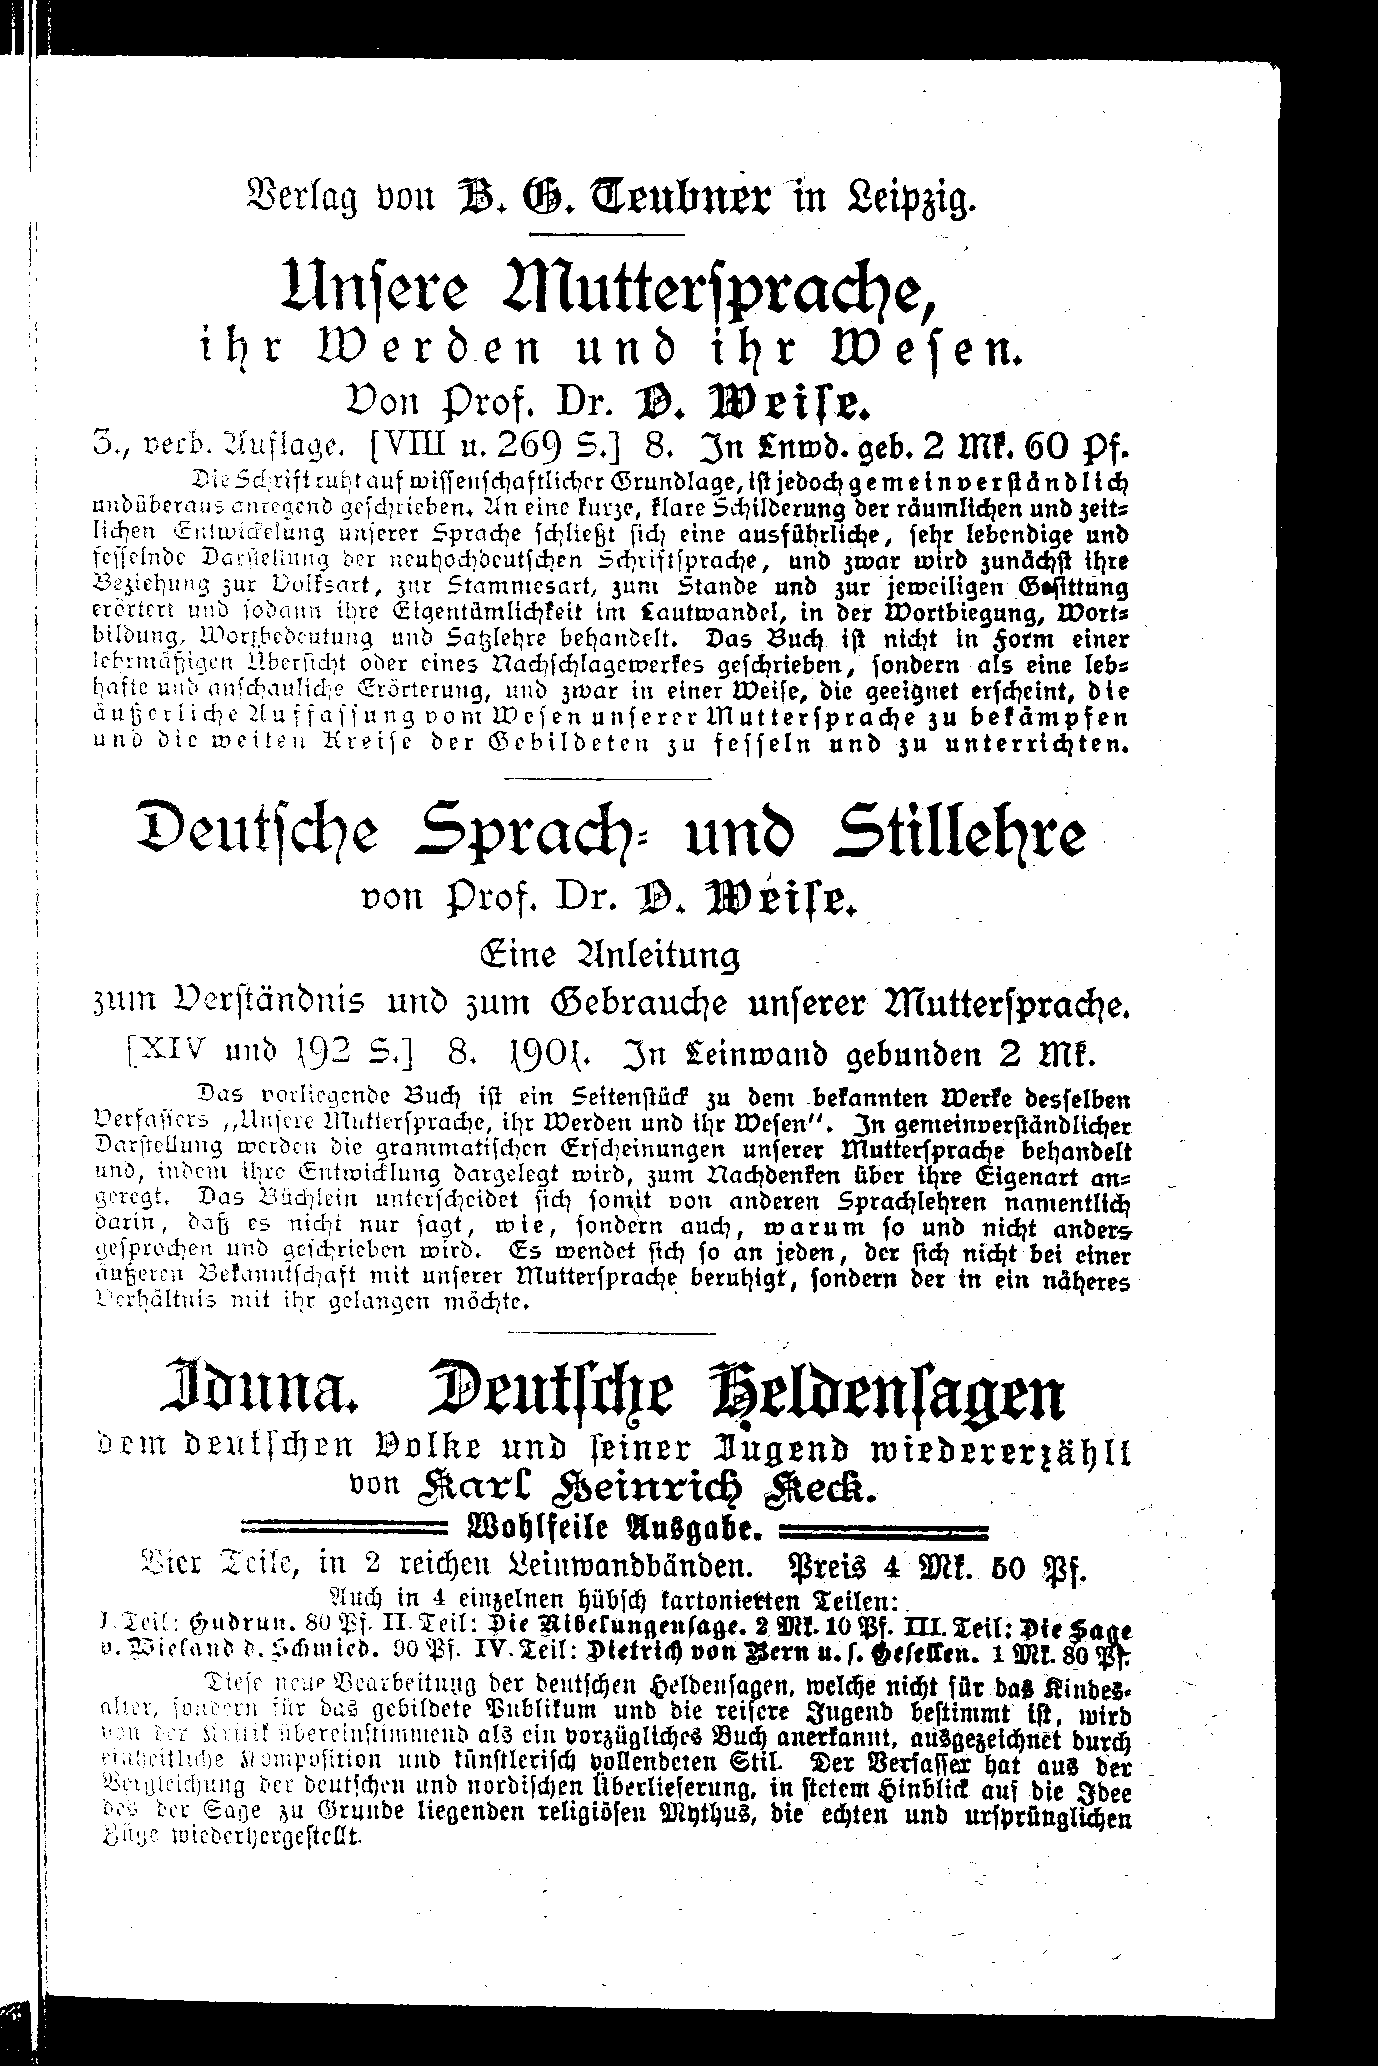 Verlag von B. G. Teubner in Leipzig.
Unsere Muttersprache,
ihr Werden und ihr Wesen.
Von Prof. Dr. O. Weise.
3., verb. Auflage. [VIII u. 269 S.] 8. In Lnwd. geb. 2 Mk. 60 Pf.
Die Schrift ruht auf wissenschaftlicher Grundlage, ist jedoch gemeinverständlich
und überaus anregend geschrieben. An eine kurze, klare Schilderung der räumlichen und zeit-
lichen Entwickelung unserer Sprache schließt sich eine ausführliche, sehr lebendige und
fesselnde Darstellung der neuhochdeutschen Schriftsprache, und zwar wird zunächst ihre
Beziehung zur Volksart, zur Stammesart, zum Stande und zur jeweiligen Gesittung
erörtert und sodann ihre Eigentümlichkeit im Lautwandel, in der Wortbiegung, Wort-
bildung, Wortbedeutung und Satzlehre behandelt. Das Buch ist nicht in Form einer
lehrmäßigen Übersicht oder eines Nachschlagewerkes geschrieben, sondern als eine leb-
hafte und anschauliche Erörterung, und zwar in einer Weise, die geeignet erscheint, die
äußerliche Auffassung vom Wesen unserer Muttersprache zu bekämpfen
und die weiten Kreise der Gebildeten zu fesseln und zu unterrichten.
Deutsche Sprach- und Stillehre
von Prof. Dr. O. Weise.
Eine Anleitung
zum Verständnis und zum Gebrauche unserer Muttersprache.
[XIV und 192 S.] 8. 1901. In Leinwand gebunden 2 Mk.
Das vorliegende Buch ist ein Seitenstück zu dem bekannten Werke desselben
Verfassers „Unsere Muttersprache, ihr Werden und ihr Wesen“. In gemeinverständlicher
Darstellung werden die grammatischen Erscheinungen unserer Muttersprache behandelt
und, indem ihre Entwicklung dargelegt wird, zum Nachdenken über ihre Eigenart an-
geregt. Das Büchlein unterscheidet sich somit von anderen Sprachlehren namentlich
darin, daß es nicht nur sagt, wie, sondern auch, warum so und nicht anders
gesprochen und geschrieben wird. Es wendet sich so an jeden, der sich nicht bei einer
äußeren Bekanntschaft mit unserer Muttersprache beruhigt, sondern der in ein näheres
Verhältnis mit ihr gelangen möchte.
Iduna. Deutsche Heldensagen
dem deutschen Volke und seiner Jugend wiedererzählt
von Karl Heinrich Keck.
Wohlfeile Ausgabe.
Vier Teile, in 2 reichen Leinwandbänden. Preis 4 Mk. 50 Pf.
Auch in 4 einzelnen hübsch kartonierten Teilen:
I. Teil: Gudrun. 80 Pf. II. Teil: Die Nibelungensage. 2 Mk. 10 Pf. III. Teil: Die Sage
v. Wieland d. Schmied. 90 Pf. IV. Teil: Dietrich von Bern u. s. Gesellen. 1 Mk. 80 Pf.
Diese neue Bearbeitung der deutschen Heldensagen, welche nicht für das Kindes-
alter, sondern für das gebildete Publikum und die reifere Jugend bestimmt ist, wird
von der Kritik übereinstimmend als ein vorzügliches Buch anerkannt, ausgezeichnet durch
einheitliche Komposition und künstlerisch vollendeten Stil. Der Verfasser hat aus der
Vergleichung der deutschen und nordischen Überlieferung, in stetem Hinblick auf die Idee
des der Sage zu Grunde liegenden religiösen Mythus, die echten und ursprünglichen
Züge wiederhergestellt.